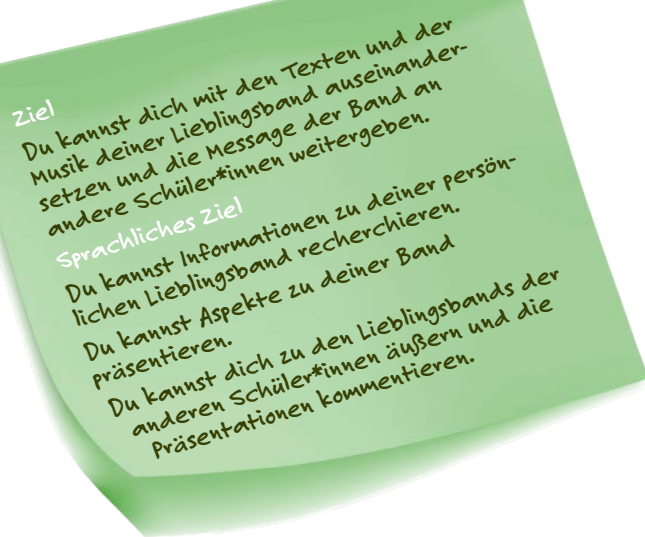 Ziel
Du kannst dich mit den Texten und der
Musik deiner Lieblingsband auseinander-
setzen und die Message der Band an
andere Schüler*innen weitergeben.
Sprachliches Ziel
Du kannst Informationen zu deiner persön-
lichen Lieblingsband recherchieren.
Du kannst Aspekte zu deiner Band
präsentieren.
Du kannst dich zu den Lieblingsbands der
anderen Schüler*innen äußern und die
Präsentationen kommentieren.